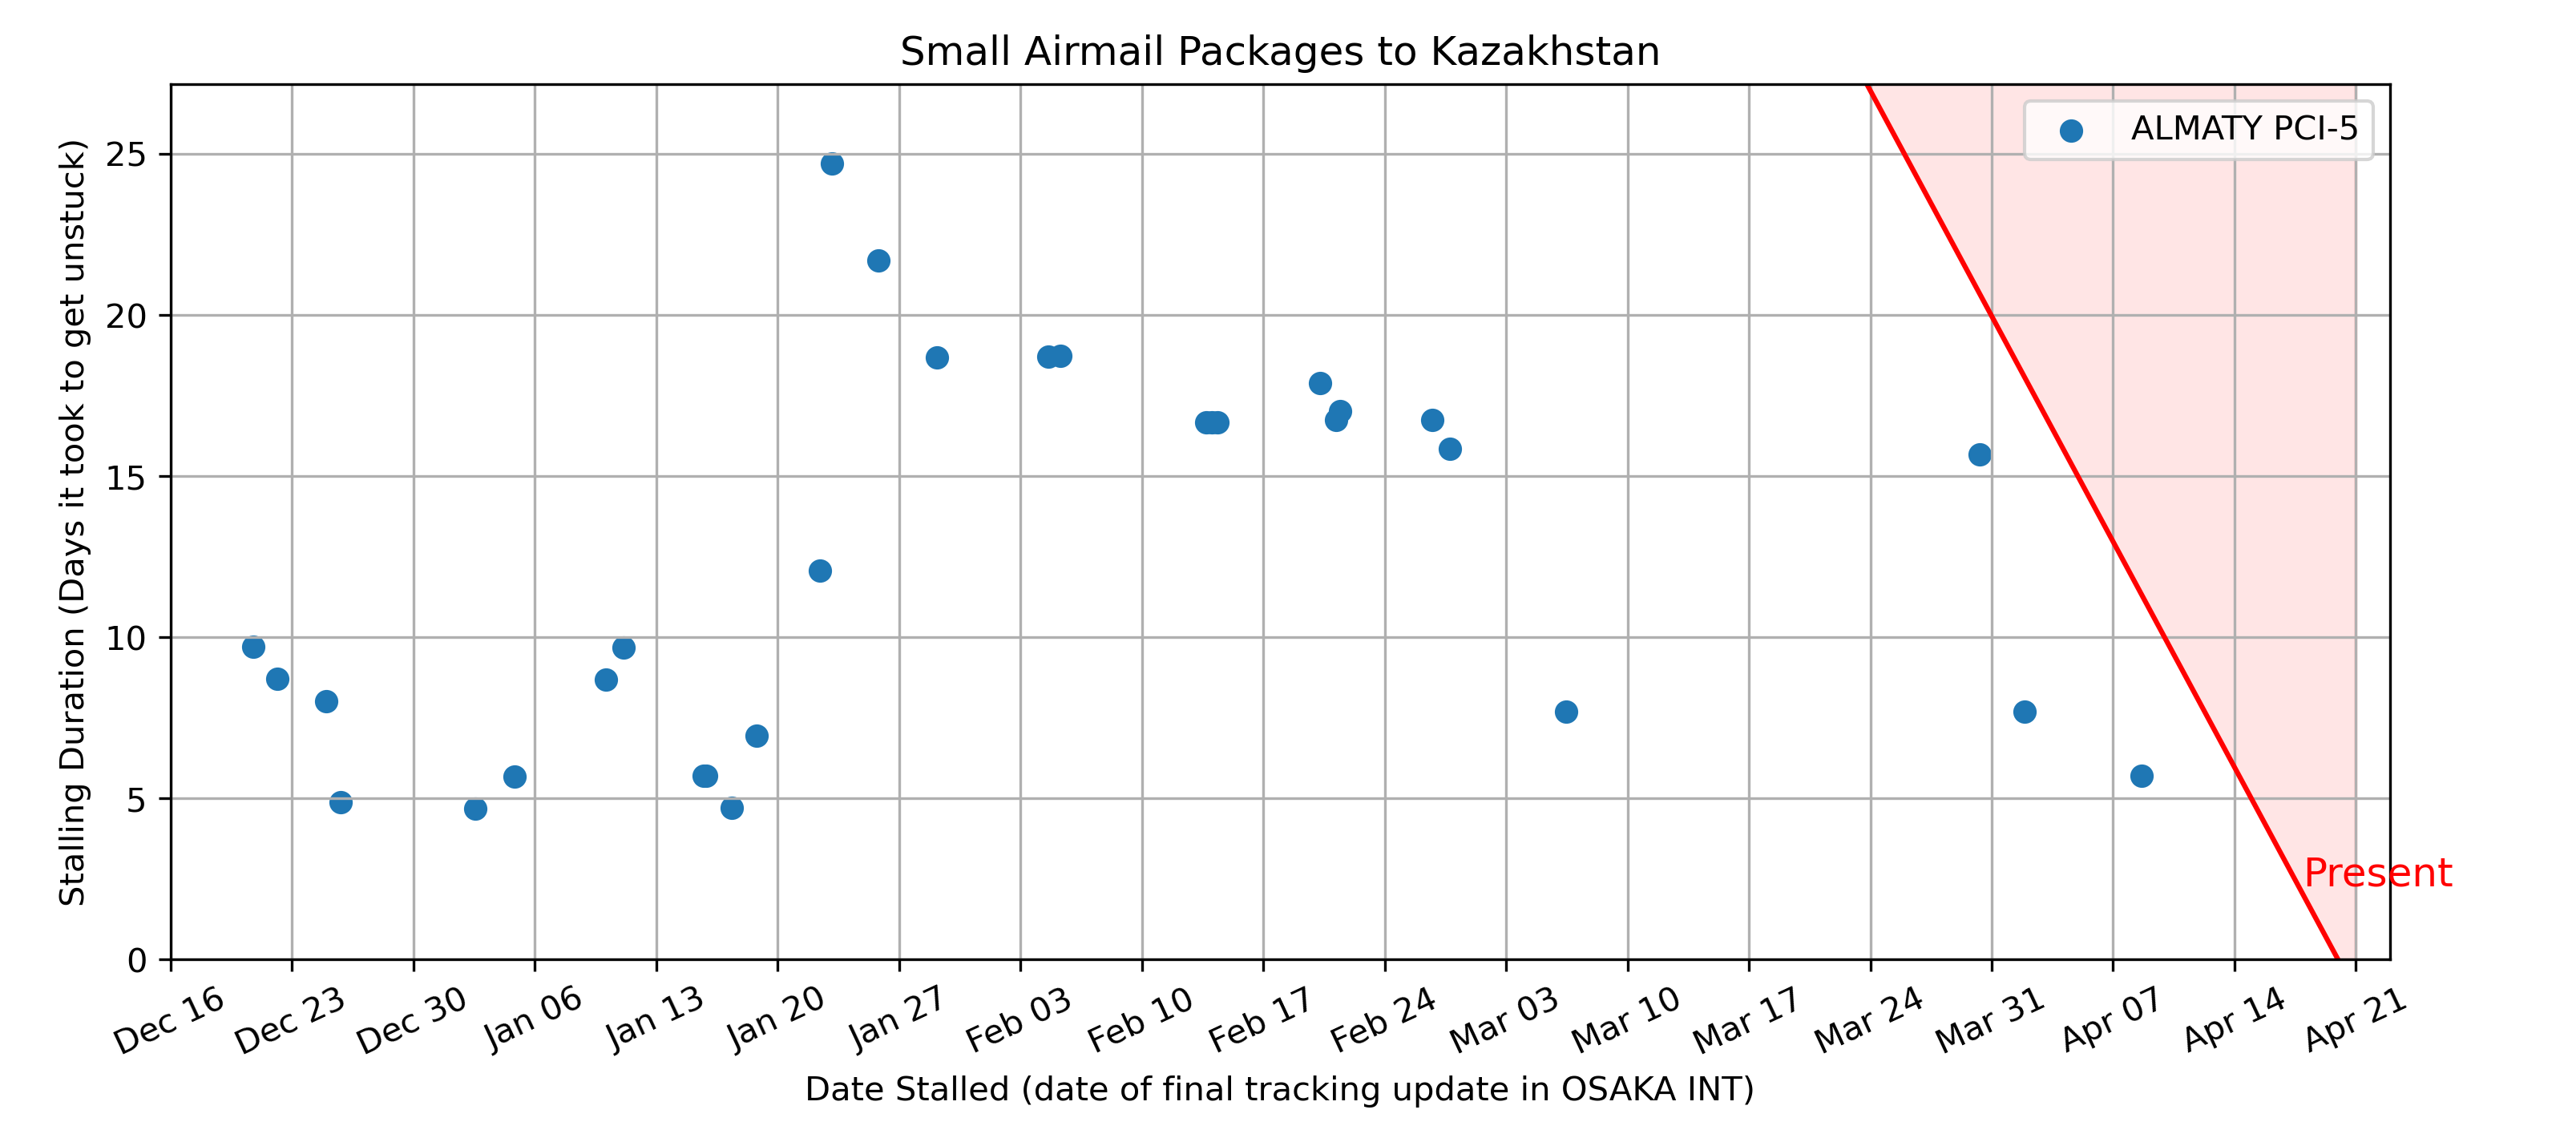 Small Airmail Packages to Kazakhstan
ALMATY PCI-5
Stalling Duration (Days it took to get unstuck)
25
20
15
10
5
0
Present
Dec 16
Dec 23
Dec 30
Jan 06
Jan 13
Jan 20
Jan 27
Feb 03
Feb 10
Feb 17
Feb 24
Mar 03
Mar 10
Mar 17
Mar 24
Mar 31
Apr 07
Apr 14
Apr 21
Date Stalled (date of final tracking update in OSAKA INT)